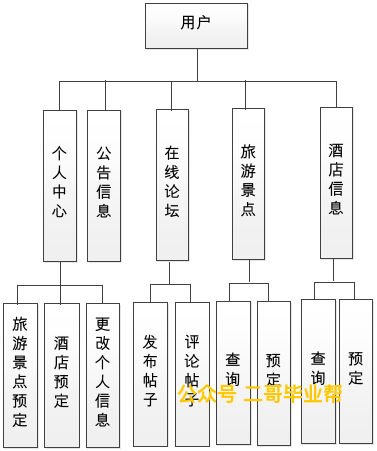 用户
个人中心
公告信息
在线论坛
旅游景点
酒店信息
旅游景点预定
酒店预定
更改个人信息
发布帖子
评论帖子
查询
预定
查询
预定
公众号 二哥毕业帮